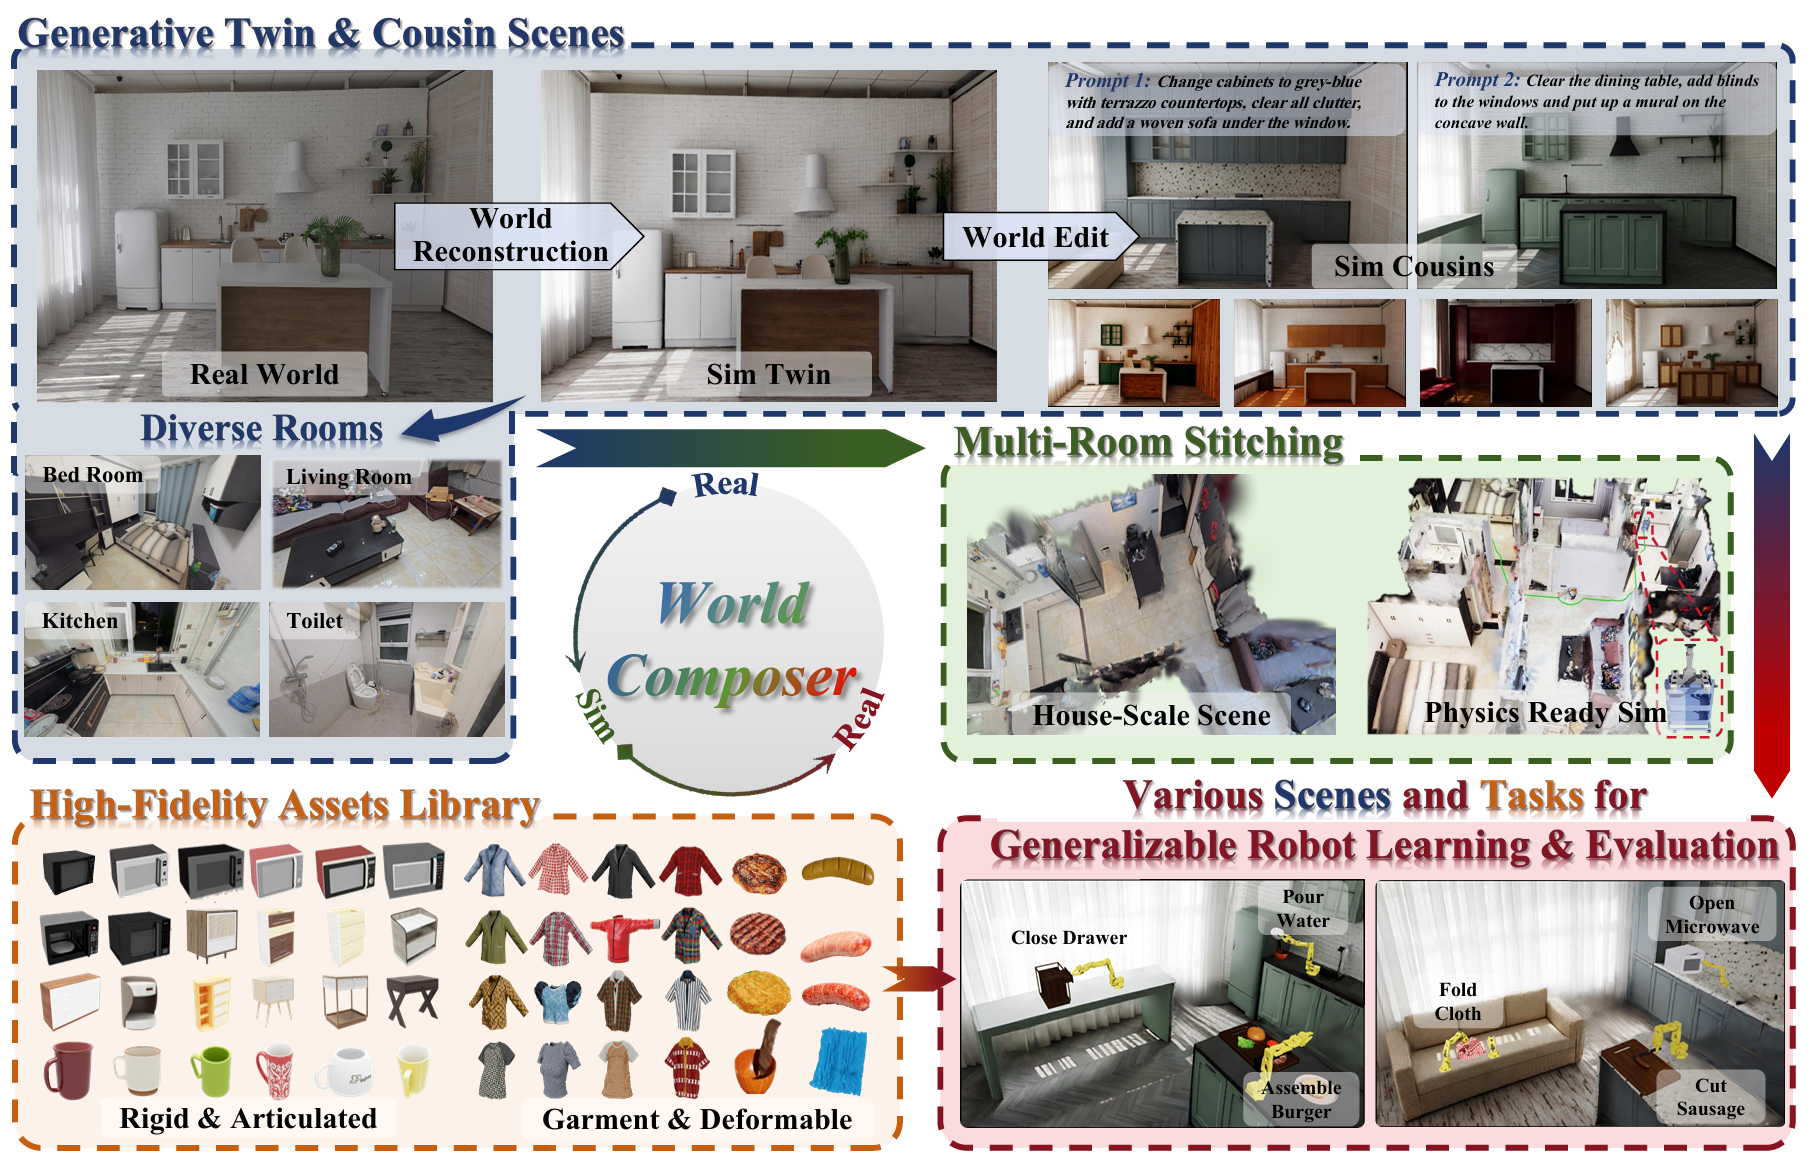 Generative Twin & Cousin Scenes
Prompt 1: Change cabinets to grey-blue
with terrazzo countertops, clear all clutter,
and add a woven sofa under the window.
Prompt 2: Clear the dining table, add blinds
to the windows and put up a mural on the
concave wall.
World
Reconstruction
World Edit
Real World
Sim Twin
Sim Cousins
Diverse Rooms
Bed Room
Living Room
Kitchen
Toilet
Real
Sim
Real
World
Composer
Multi-Room Stitching
House-Scale Scene
Physics Ready Sim
High-Fidelity Assets Library
Rigid & Articulated
Garment & Deformable
Various Scenes and Tasks for
Generalizable Robot Learning & Evaluation
Close Drawer
Pour
Water
Assemble
Burger
Open
Microwave
Fold
Cloth
Cut
Sausage